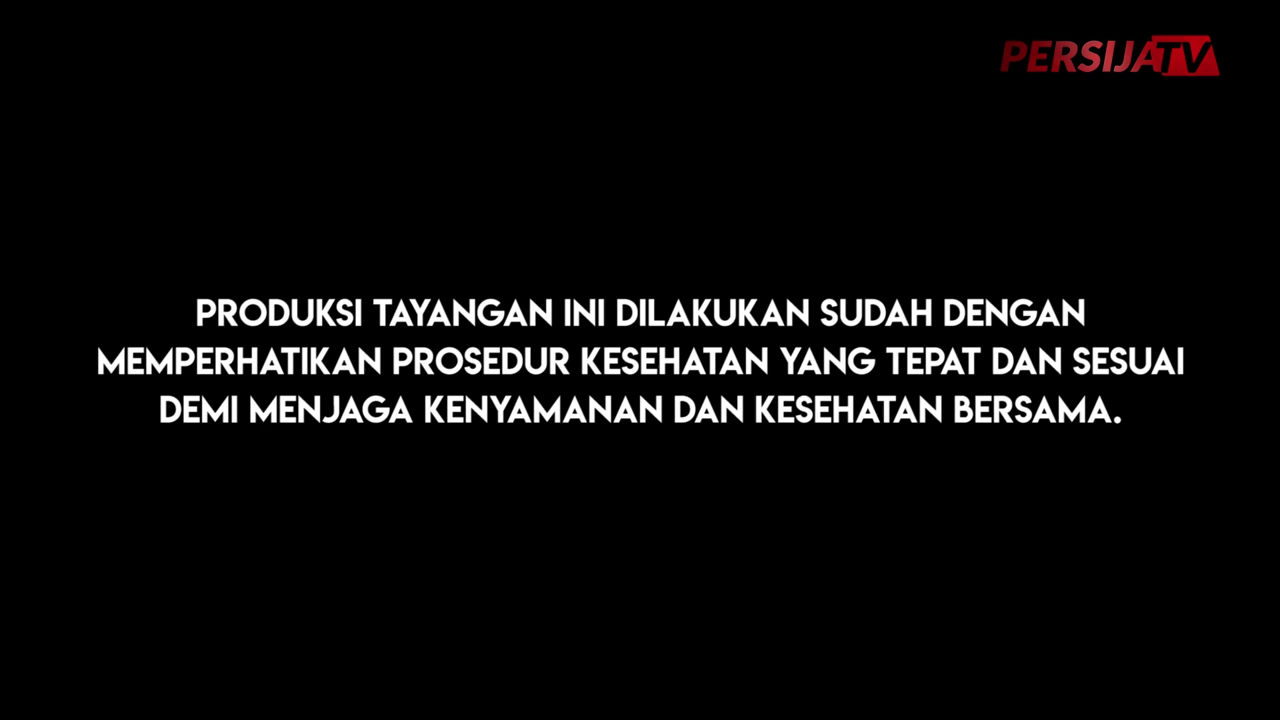 PERSIJATV
PRODUKSI TAYANGAN INI DILAKUKAN SUDAH DENGAN
MEMPERHATIKAN PROSEDUR KESEHATAN YANG TEPAT DAN SESUAI
DEMI MENJAGA KENYAMANAN DAN KESEHATAN BERSAMA.